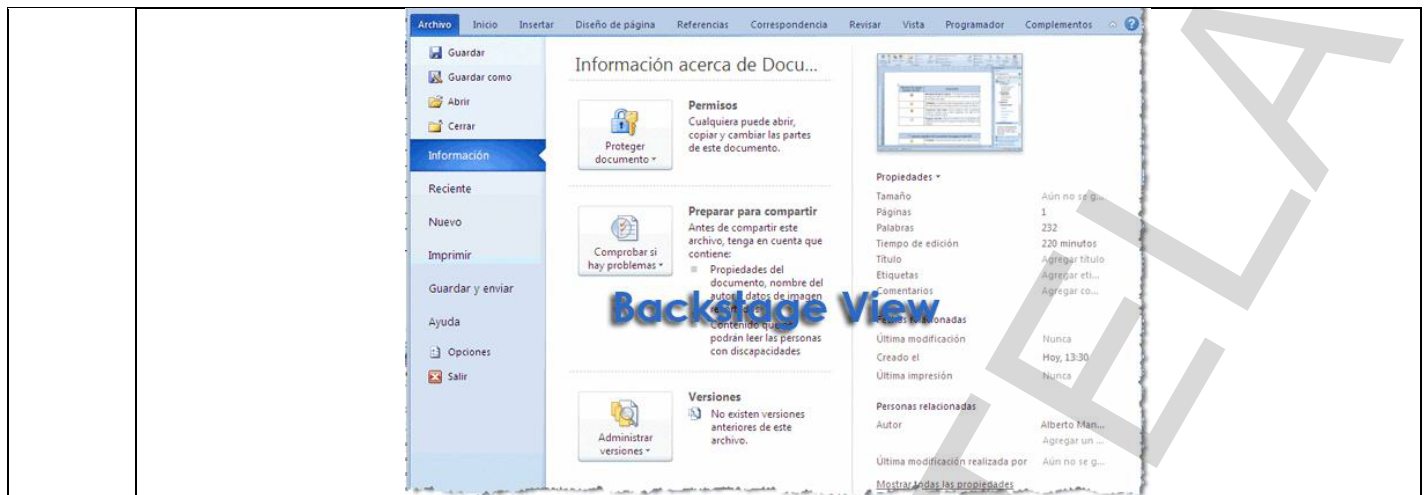 Archivo Inicio Insertar Diseño de página Referencias Correspondencia Revisar Vista Programador Complementos
Guardar
Guardar como
Abrir
Cerrar
Información
Reciente
Nuevo
Imprimir
Guardar y enviar
Ayuda
Opciones
Salir
Información acerca de Docu...
Proteger
documento
Permisos
Cualquiera puede abrir,
copiar y cambiar las partes
de este documento.
Comprobar si
hay problemas
Preparar para compartir
Antes de compartir este
archivo, tenga en cuenta que
contiene:
Propiedades del
documento, nombre del
datos de imagen
Contenido que
podrán leer las personas
con discapacidades
Backstage View
Administrar
versiones
Versiones
No existen versiones
anteriores de este
archivo.
Propiedades
Tamaño Aún no se g...
Páginas 1
Palabras 232
Tiempo de edición 220 minutos
Título Agregar título
Etiquetas Agregar eti...
Comentarios Agregar co...
Última modificación Nunca
Creado el Hoy, 13:30
Última impresión Nunca
Personas relacionadas
Autor Alberto Man...
Agregar un ...
Última modificación realizada por Aún no se g...
Mostrar todas las propiedades